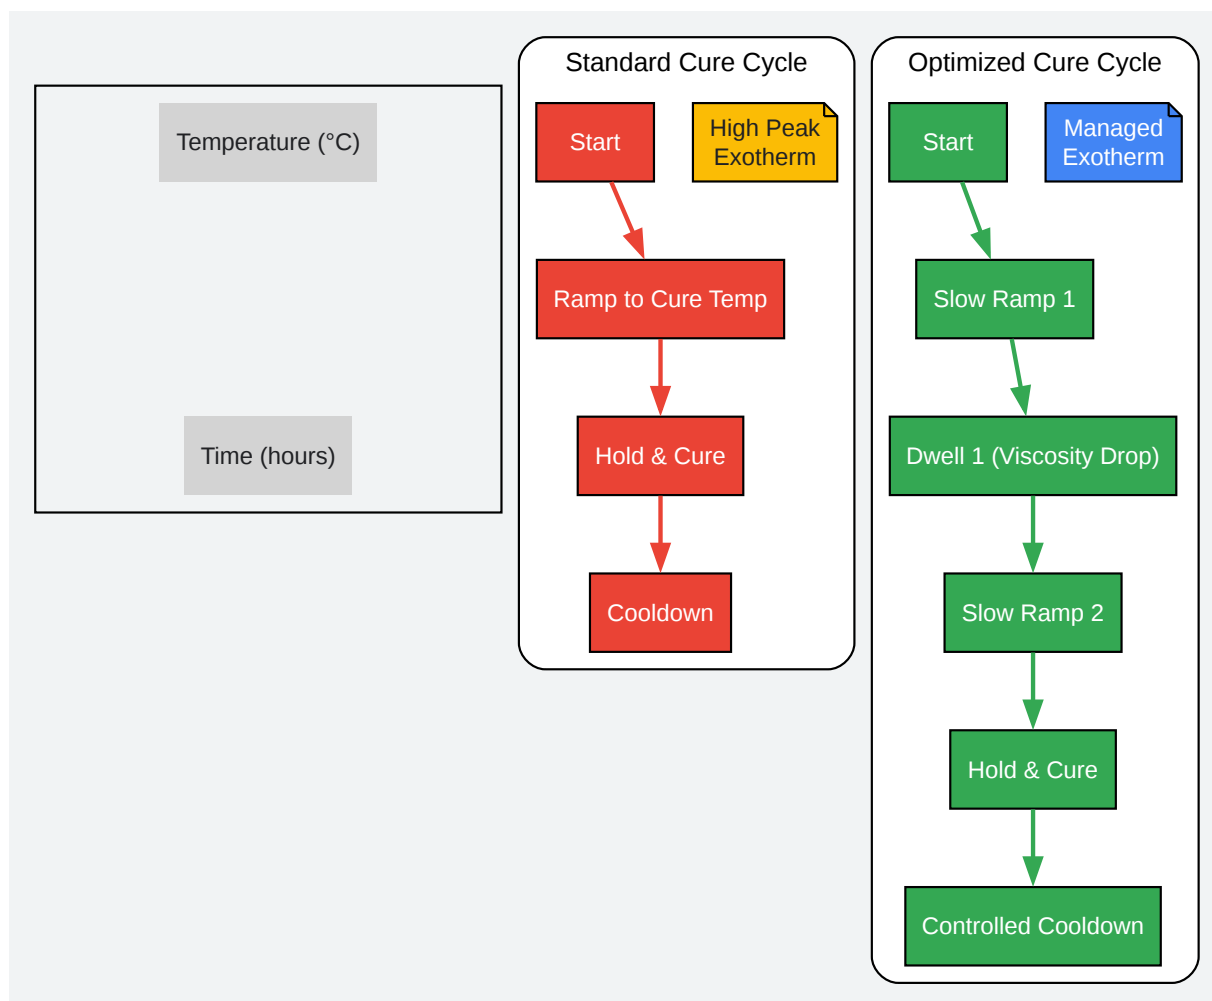 Temperature (°C)
Time (hours)
Standard Cure Cycle
Start
High Peak
Exotherm
Ramp to Cure Temp
Hold & Cure
Cooldown
Optimized Cure Cycle
Start
Managed
Exotherm
Slow Ramp 1
Dwell 1 (Viscosity Drop)
Slow Ramp 2
Hold & Cure
Controlled Cooldown